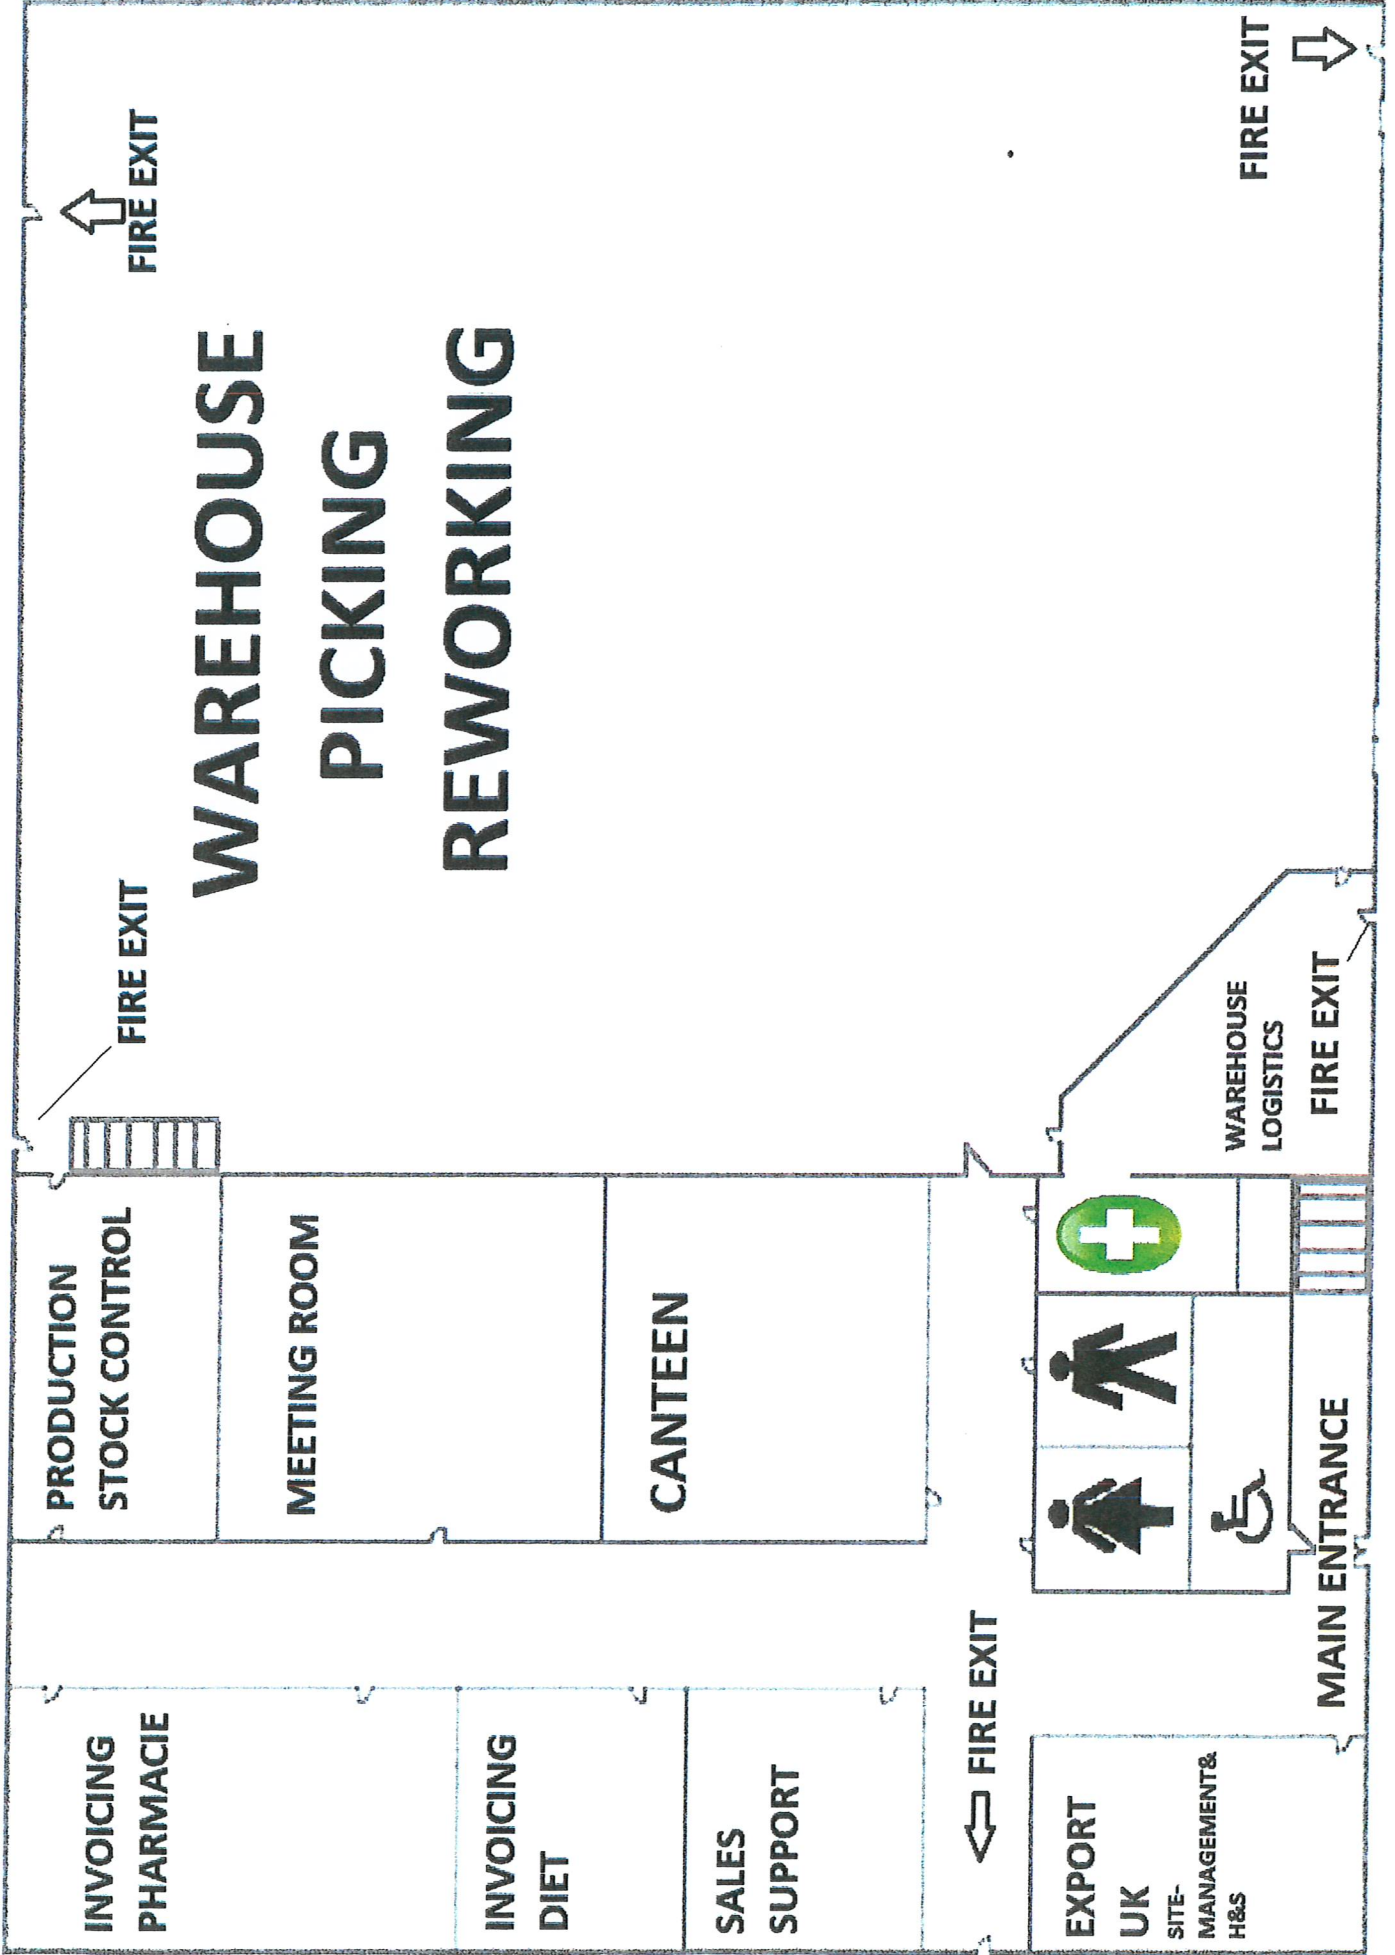 INVOICING
PHARMACIE
INVOICING
DIET
SALES
SUPPORT
EXPORT
UK
SITE-
MANAGEMENT&
H&S
FIRE EXIT
PRODUCTION
STOCK CONTROL
MEETING ROOM
CANTEEN
MAIN ENTRANCE
FIRE EXIT
WAREHOUSE
PICKING
REWORKING
WAREHOUSE
LOGISTICS
FIRE EXIT
FIRE EXIT
FIRE EXIT